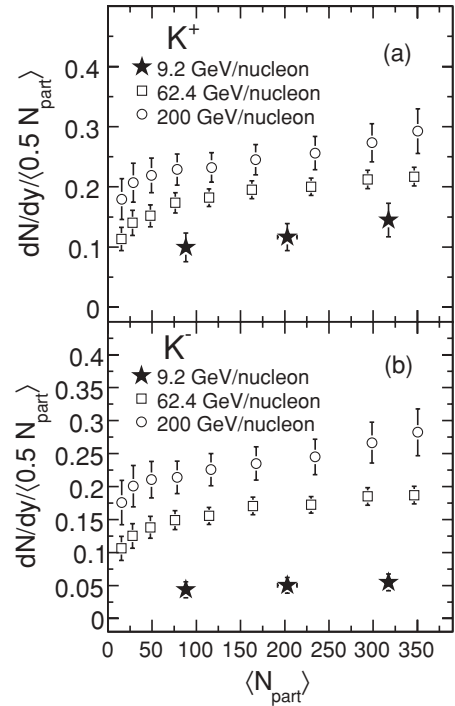 K+
(a)
9.2 GeV/nucleon
62.4 GeV/nucleon
200 GeV/nucleon
dN/dy/⟨0.5 N_part⟩
0.4
0.3
0.2
0.1
0
K-
(b)
9.2 GeV/nucleon
62.4 GeV/nucleon
200 GeV/nucleon
dN/dy/⟨0.5 N_part⟩
0.4
0.35
0.3
0.25
0.2
0.15
0.1
0.05
0
0 50 100 150 200 250 300 350
⟨N_part⟩